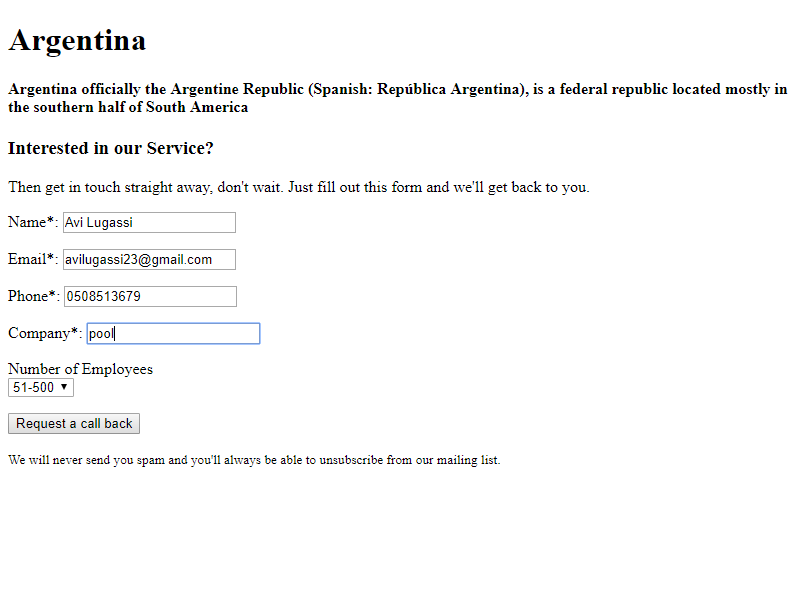 Argentina
Argentina officially the Argentine Republic (Spanish: República Argentina), is a federal republic located mostly in
the southern half of South America
Interested in our Service?
Then get in touch straight away, don't wait. Just fill out this form and we'll get back to you.
Name*: Avi Lugassi
Email*: avilugassi23@gmail.com
Phone*: 0508513679
Company*: pool
Number of Employees
51-500 ▼
Request a call back
We will never send you spam and you'll always be able to unsubscribe from our mailing list.